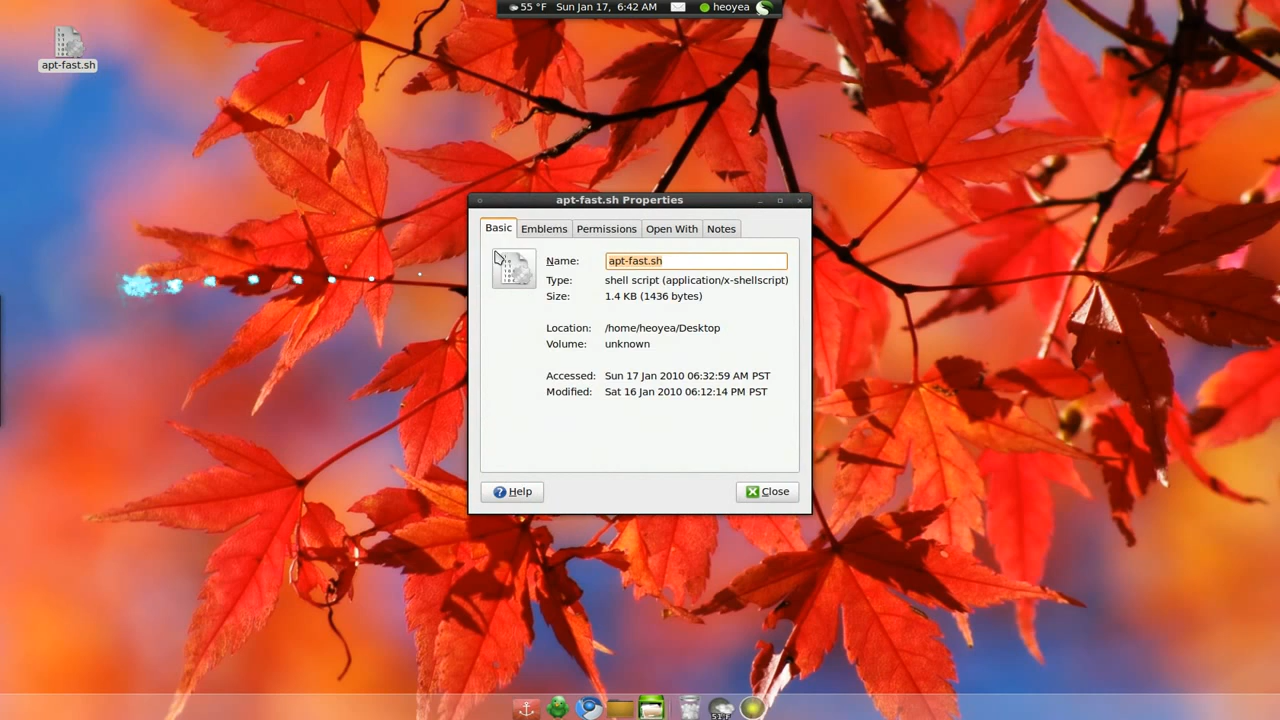 55 °F Sun Jan 17, 6:42 AM heoyea
apt-fast.sh
apt-fast.sh Properties
Basic Emblems Permissions Open With Notes
Name: apt-fast.sh
Type: shell script (application/x-shellscript)
Size: 1.4 KB (1436 bytes)
Location: /home/heoyea/Desktop
Volume: unknown
Accessed: Sun 17 Jan 2010 06:32:59 AM PST
Modified: Sat 16 Jan 2010 06:12:14 PM PST
Help Close
51°F